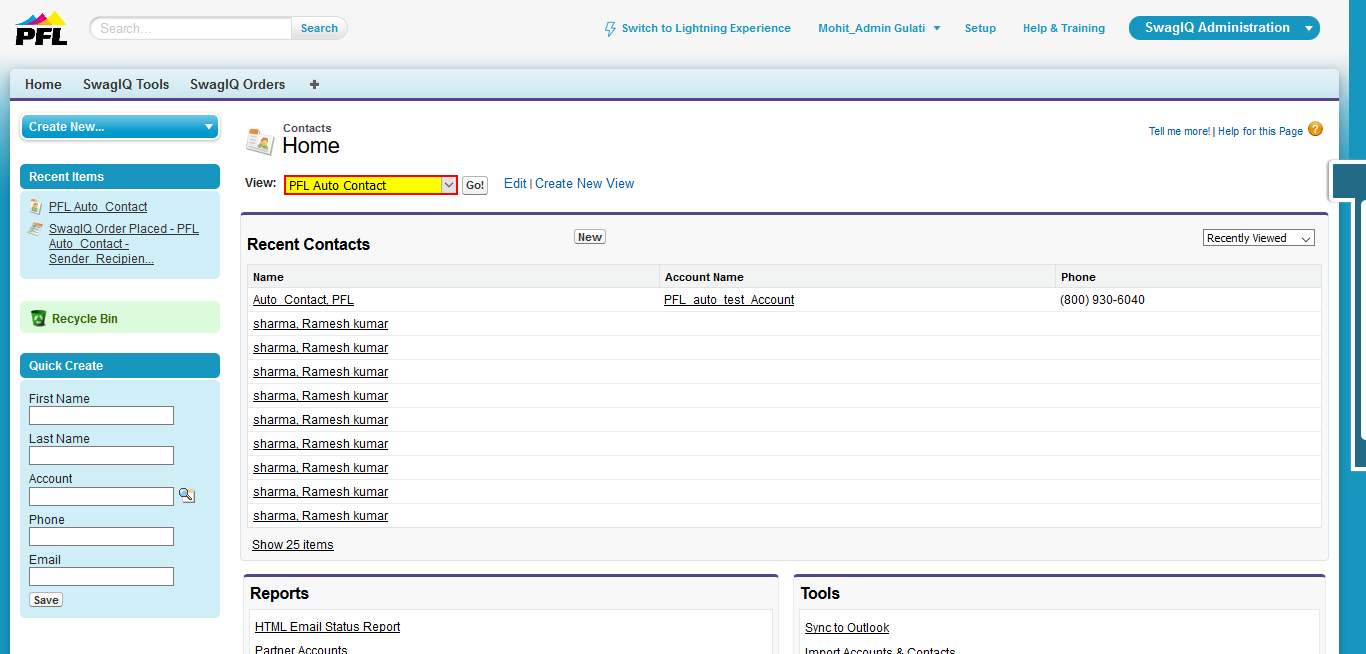 PFL
Search...
Search
Switch to Lightning Experience
Mohit_Admin Gulati
Setup
Help & Training
SwagIQ Administration
Home
SwagIQ Tools
SwagIQ Orders
+
Create New...
Recent Items
PFL Auto_Contact
SwagIQ Order Placed - PFL
Auto_Contact -
Sender_Recipien...
Recycle Bin
Quick Create
First Name
Last Name
Account
Phone
Email
Save
Contacts
Home
Tell me more! | Help for this Page ?
View: PFL Auto Contact Go! Edit | Create New View
Recent Contacts
New
Recently Viewed
Name Account Name Phone
Auto_Contact, PFL PFL_auto_test_Account (800) 930-6040
sharma, Ramesh kumar
sharma, Ramesh kumar
sharma, Ramesh kumar
sharma, Ramesh kumar
sharma, Ramesh kumar
sharma, Ramesh kumar
sharma, Ramesh kumar
sharma, Ramesh kumar
sharma, Ramesh kumar
Show 25 items
Reports
HTML Email Status Report
Partner Accounts
Tools
Sync to Outlook
Import Accounts & Contacts